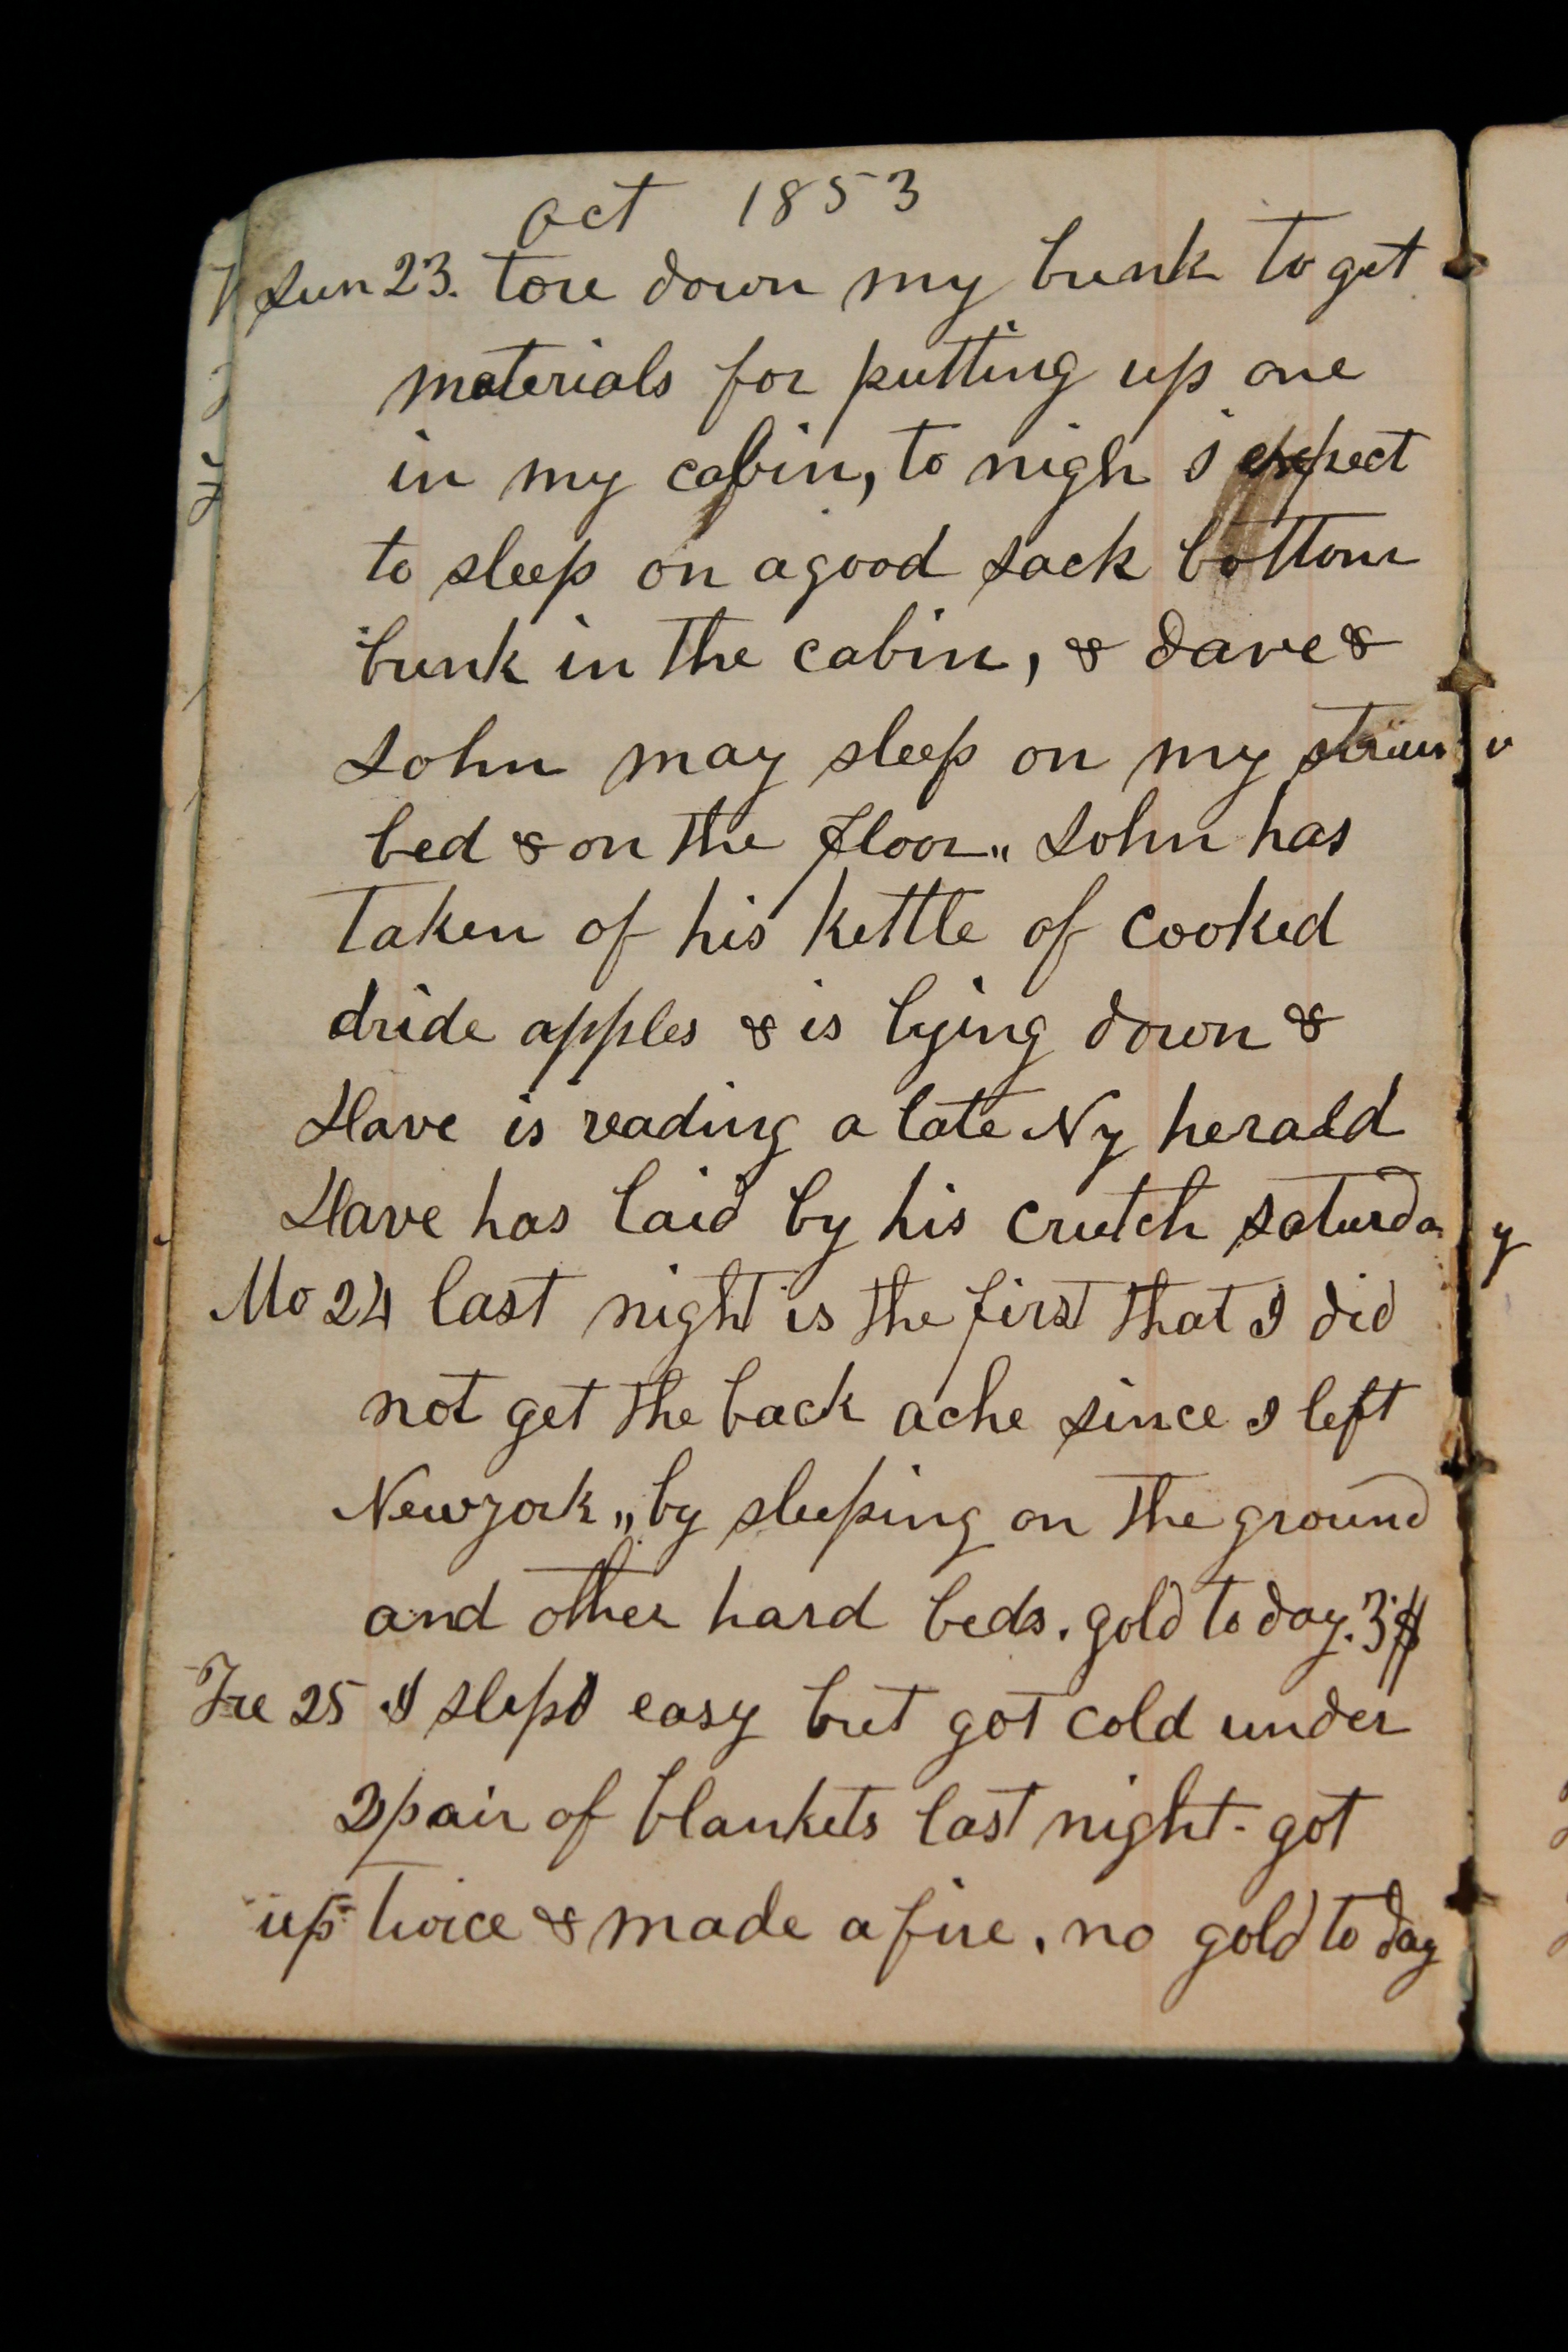 Oct 1853
Sun 23. tore down my bunk to get
materials for putting up one
in my cabin, to nigh i expect
to sleep on a good sack bottom
bunk in the cabin, & dave &
John may sleep on my straw
bed & on the floor„ John has
taken of his kettle of cooked
dride apples & is lying down &
Dave is reading a late Ny herald
Dave has laid by his crutch saturday
Mo 24 last night is the first that I did
not get the back ache since I left
Newyork „ by sleeping on the ground
and other hard beds. gold to day. 3$
Tue 25 I slept easy but got cold under
2 pair of blankets last night - got
up twice & made a fire. no gold to day